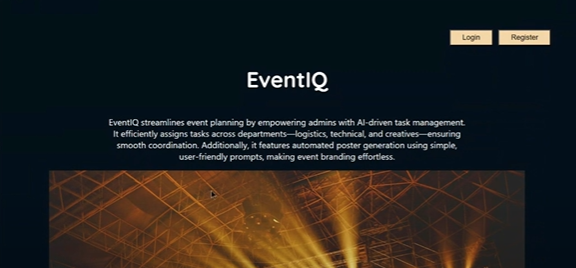 Login Register
EventIQ
EventIQ streamlines event planning by empowering admins with AI-driven task management.
It efficiently assigns tasks across departments—logistics, technical, and creatives—ensuring
smooth coordination. Additionally, it features automated poster generation using simple,
user-friendly prompts, making event branding effortless.